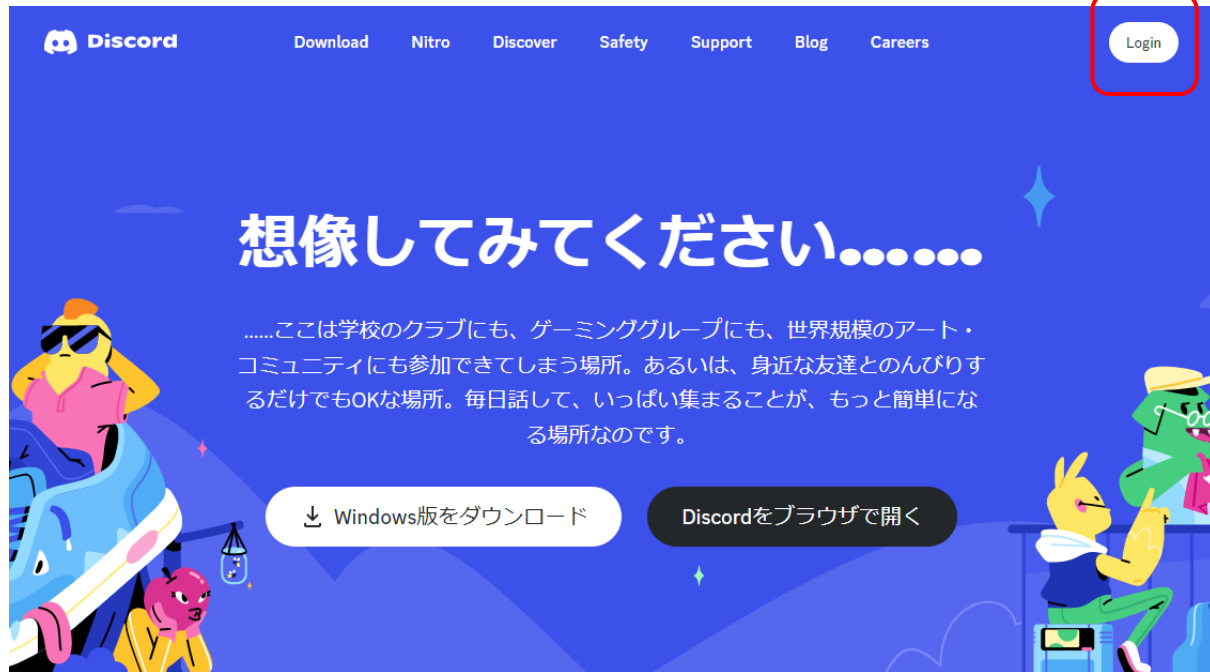 Discord
Download Nitro Discover Safety Support Blog Careers
Login
想像してみてください……
……ここは学校のクラブにも、ゲーミンググループにも、世界規模のアート・
コミュニティにも参加できてしまう場所。あるいは、身近な友達とのんびりす
るだけでもOKな場所。毎日話して、いっぱい集まることが、もっと簡単にな
る場所なのです。
Windows版をダウンロード
Discordをブラウザで開く